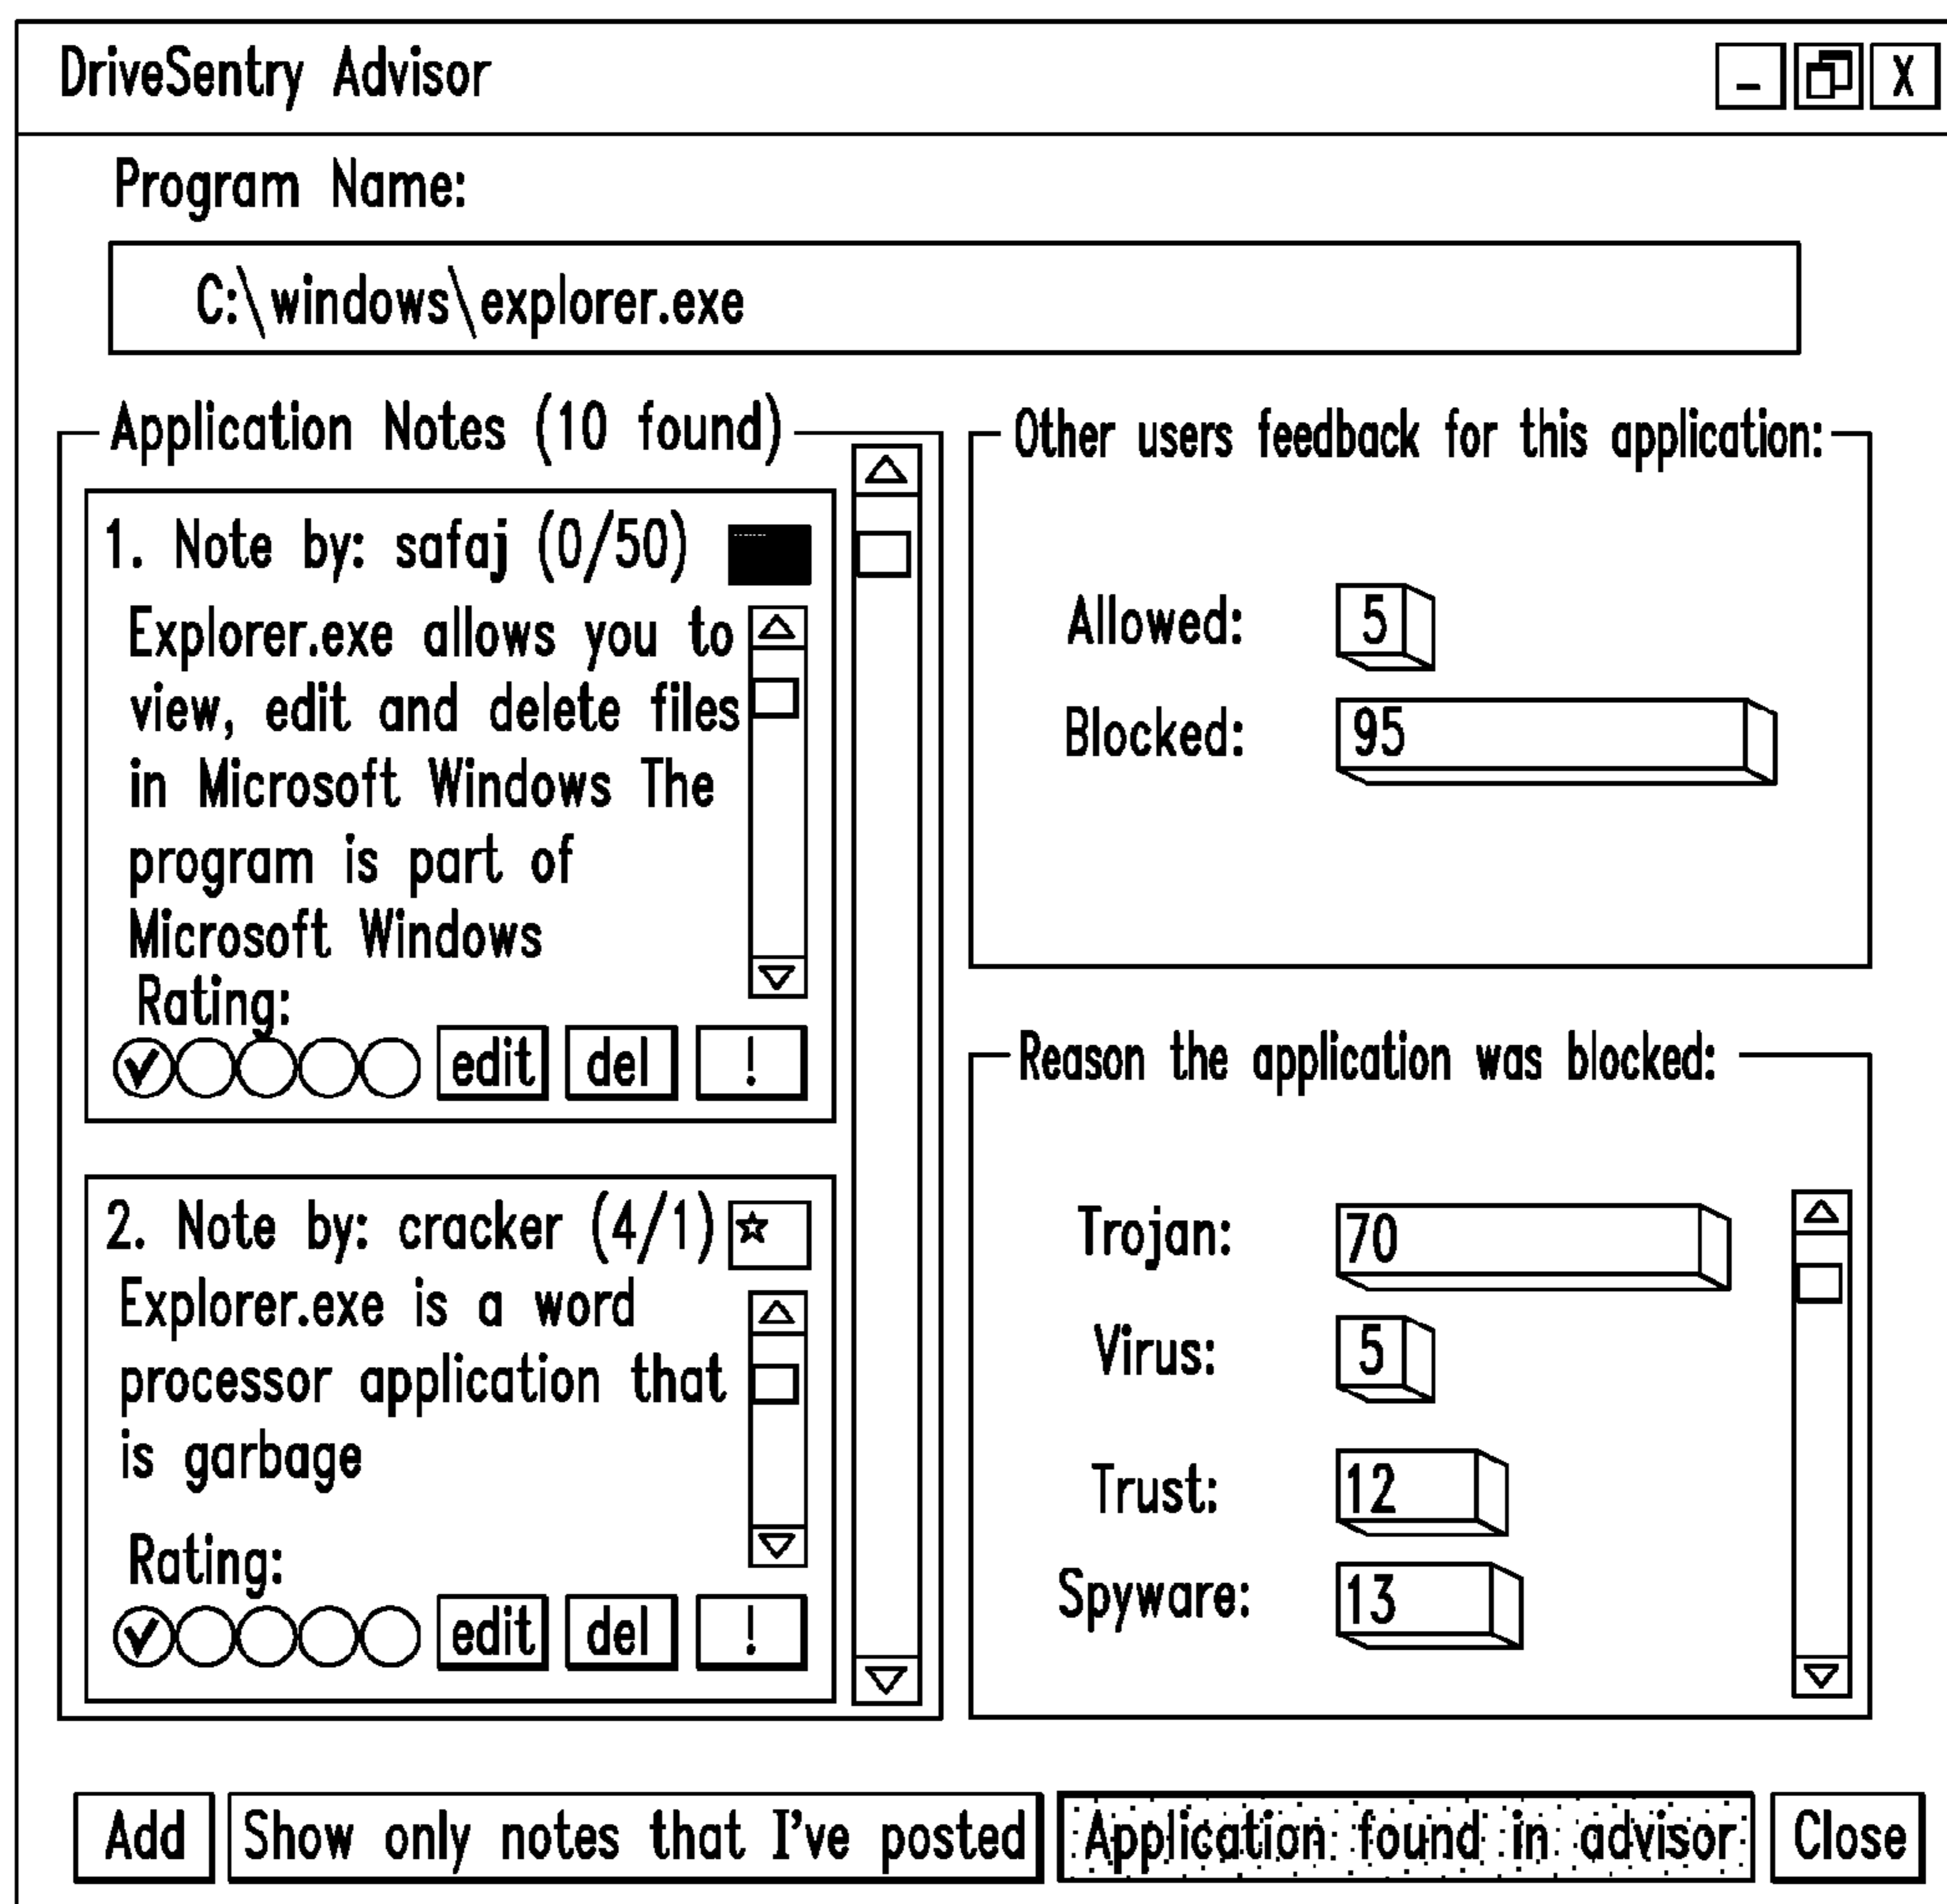 DriveSentry Advisor
X
Program Name:
C:\windows\explorer.exe
Application Notes (10 found)
1. Note by: safaj (0/50)
Explorer.exe allows you to
view, edit and delete files
in Microsoft Windows The
program is part of
Microsoft Windows
Rating:
edit del !
2. Note by: cracker (4/1)
Explorer.exe is a word
processor application that
is garbage
Rating:
edit del !
Other users feedback for this application:
Allowed: 5
Blocked: 95
Reason the application was blocked:
Trojan: 70
Virus: 5
Trust: 12
Spyware: 13
Add Show only notes that I've posted Application found in advisor Close